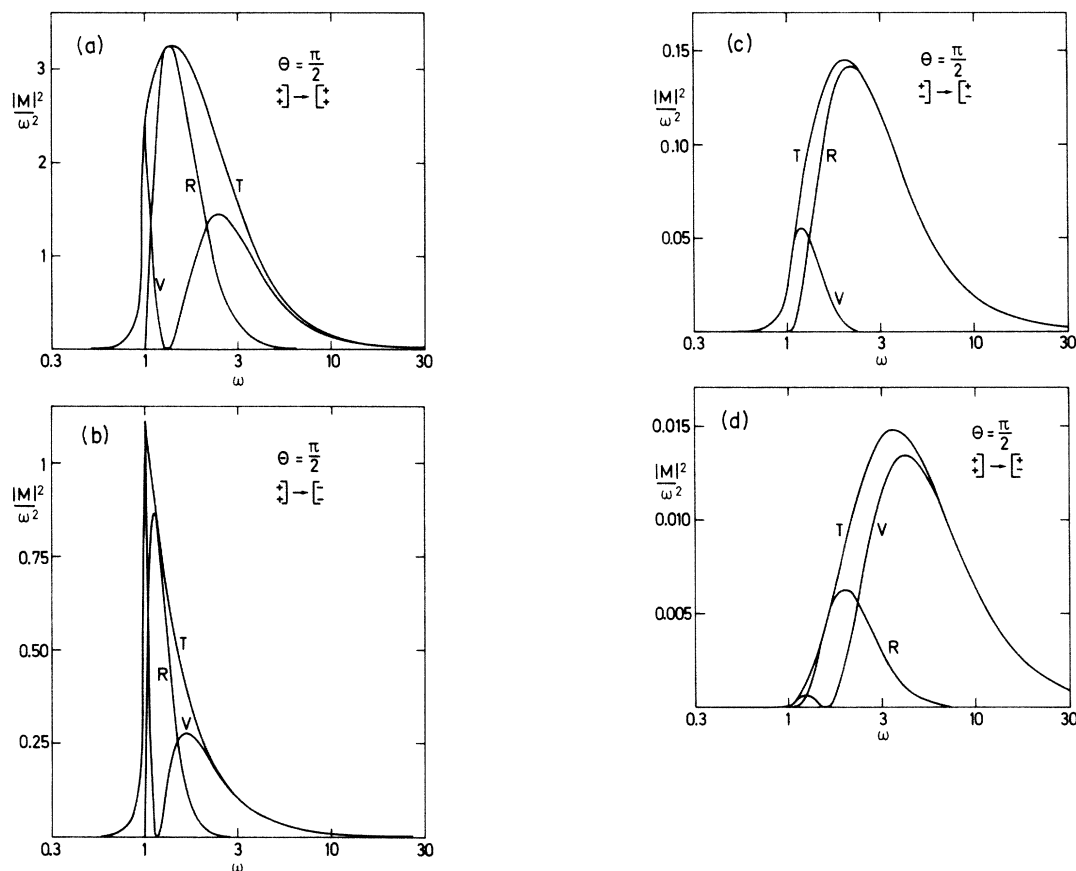 (a)
θ = π/2
+ + ] → [ + +
|M|²/ω²
3
2
1
R
T
V
0.3 1 3 10 30
ω
(b)
θ = π/2
+ + ] → [ - -
|M|²/ω²
1
0.75
0.50
0.25
T
R
V
0.3 1 3 10 30
ω
(c)
θ = π/2
+ - ] → [ + -
|M|²/ω²
0.15
0.10
0.05
T R
V
0.3 1 3 10 30
ω
(d)
θ = π/2
+ + ] → [ + -
|M|²/ω²
0.015
0.010
0.005
T V
R
0.3 1 3 10 30
ω